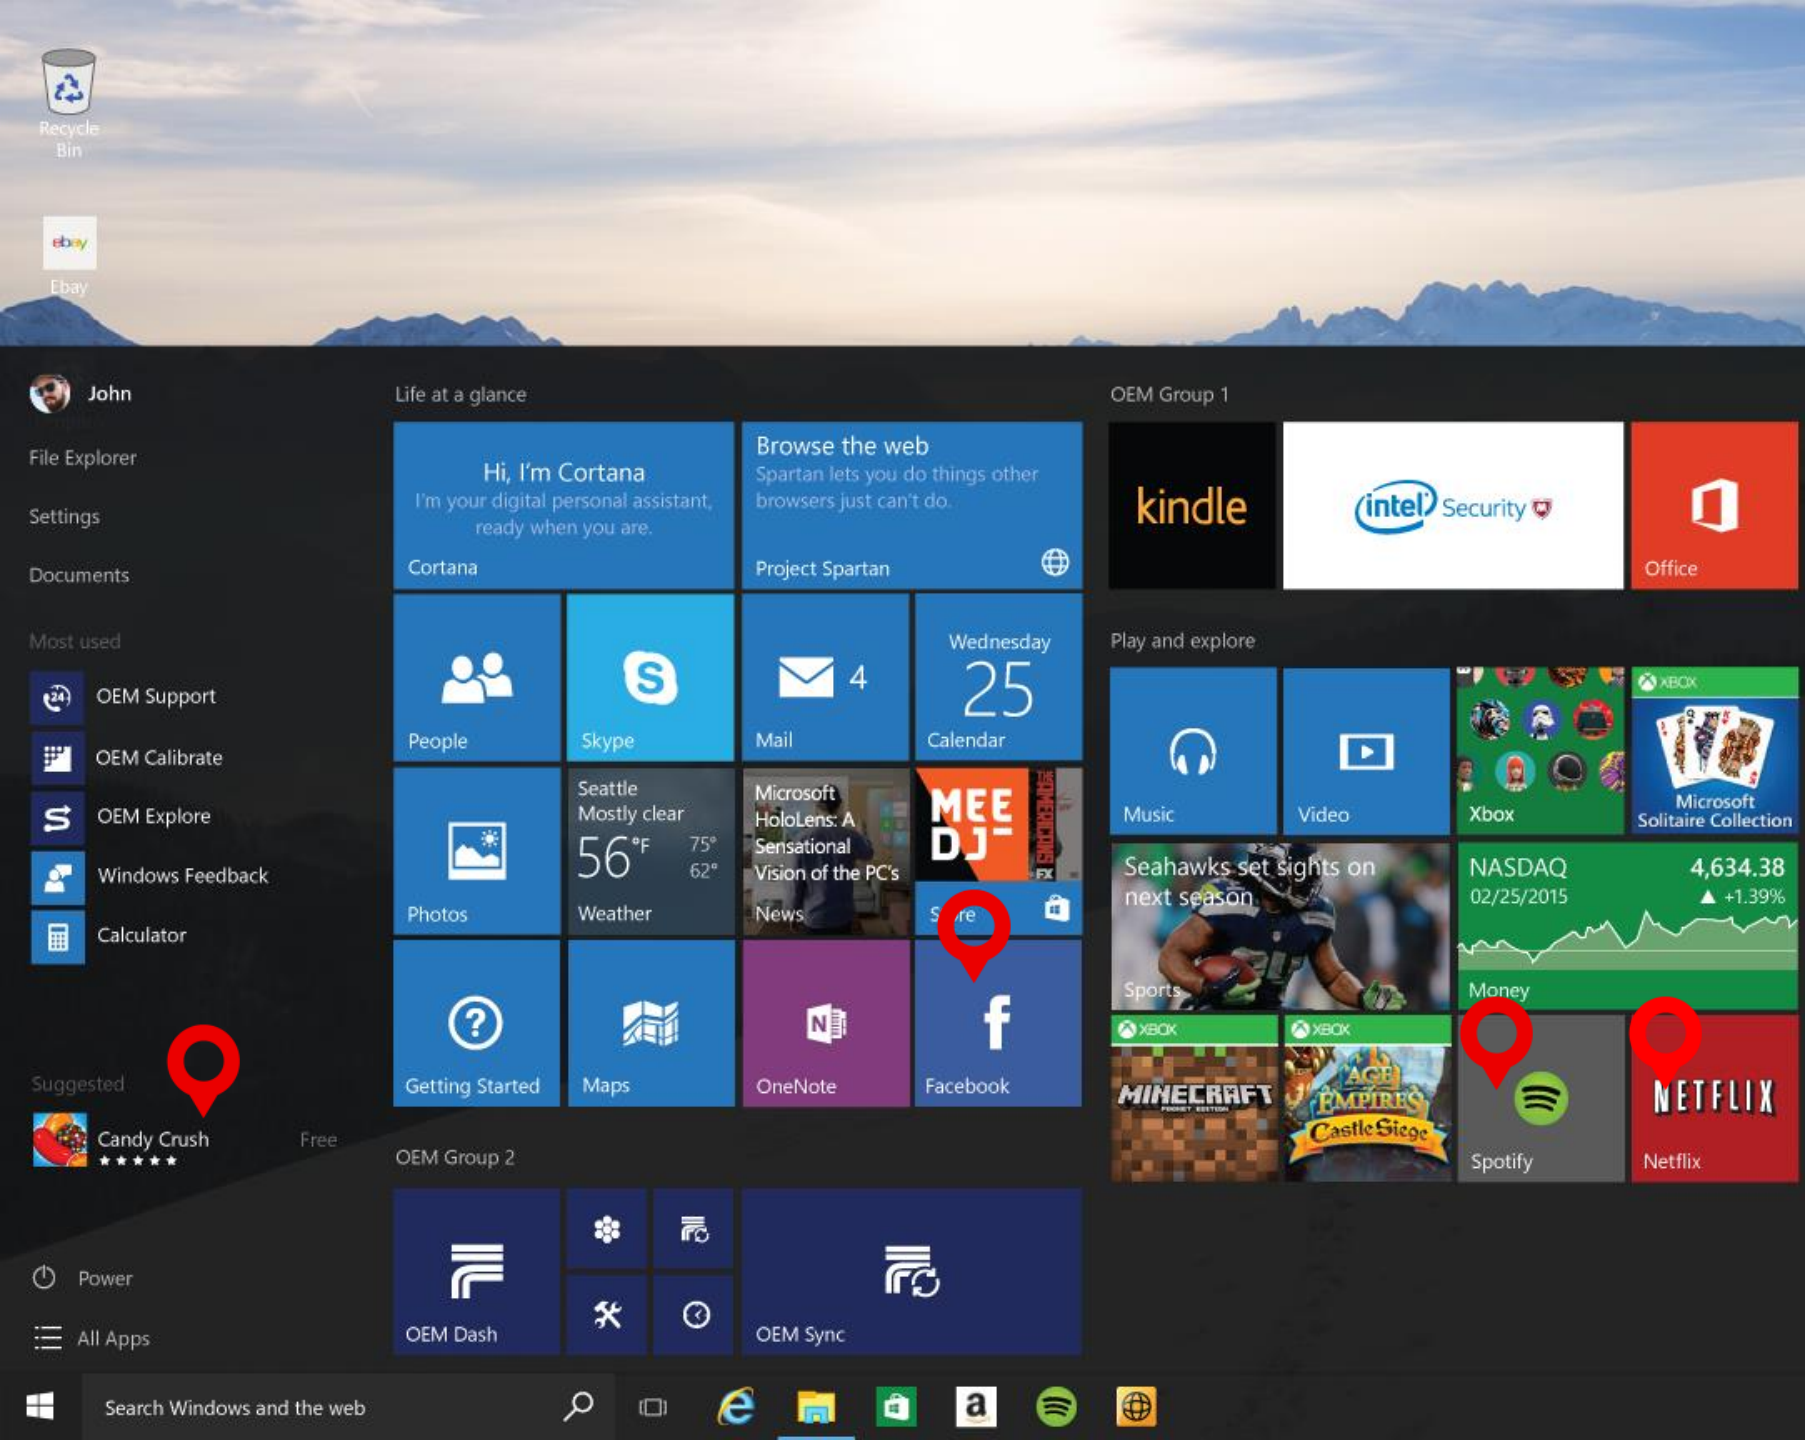 Recycle
Bin
ebay
Ebay
John
File Explorer
Settings
Documents
Most used
24
OEM Support
OEM Calibrate
OEM Explore
Windows Feedback
Calculator
Suggested
Candy Crush
Free
Power
All Apps
Life at a glance
Hi, I'm Cortana
I'm your digital personal assistant,
ready when you are.
Cortana
Browse the web
Spartan lets you do things other
browsers just can't do.
Project Spartan
People
S
Skype
4
Mail
Wednesday
25
Calendar
Photos
Seattle
Mostly clear
56°F
75°
62°
Weather
Microsoft
HoloLens: A
Sensational
Vision of the PC's
News
MEE
DJ
THE
AMERICANS
FX
?
Getting Started
Maps
N
OneNote
f
Facebook
OEM Group 2
OEM Dash
OEM Sync
OEM Group 1
kindle
intel Security
Office
Play and explore
Music
Video
Xbox
XBOX
Microsoft
Solitaire Collection
Seahawks set sights on
next season
Sports
NASDAQ
4,634.38
02/25/2015
▲ +1.39%
Money
XBOX
MINECRAFT
POCKET EDITION
XBOX
AGE
EMPIRES
Castle Siege
Spotify
NETFLIX
Netflix
Search Windows and the web
e
a